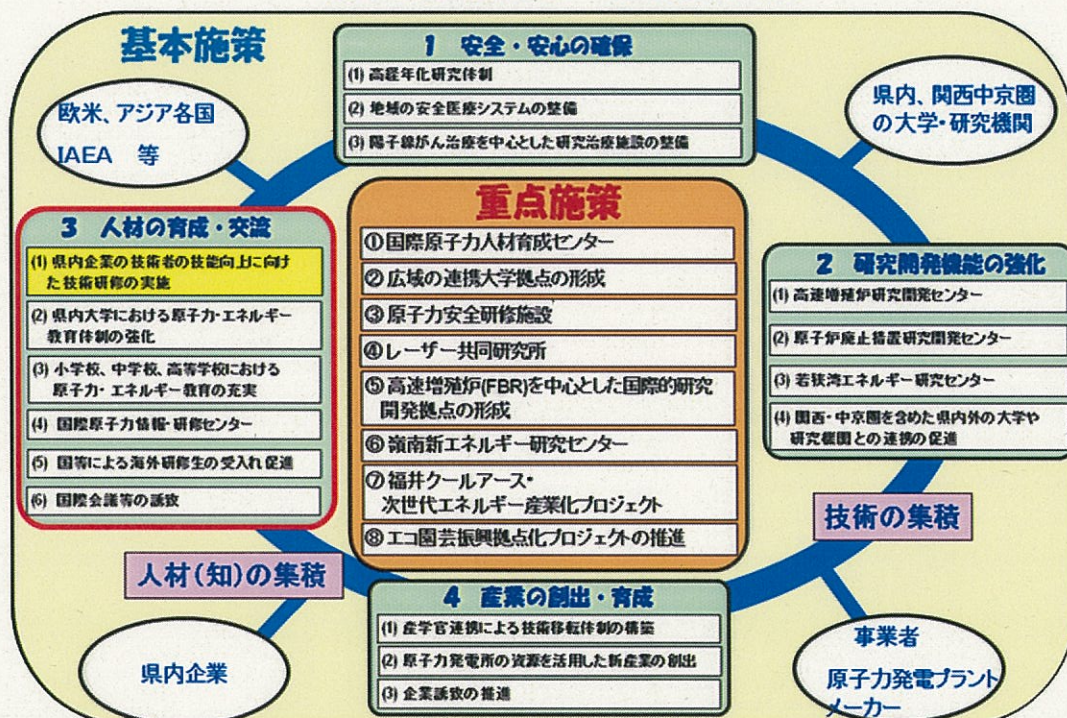 基本施策
1 安全・安心の確保
(1) 高経年化研究体制
(2) 地域の安全医療システムの整備
(3) 陽子線がん治療を中心とした研究治療施設の整備
欧米、アジア各国
IAEA 等
県内、関西中京圏
の大学・研究機関
3 人材の育成・交流
(1) 県内企業の技術者の技能向上に向け
た技術研修の実施
(2) 県内大学における原子力・エネルギー
教育体制の強化
(3) 小学校、中学校、高等学校における
原子力・エネルギー教育の充実
(4) 国際原子力情報・研修センター
(5) 国等による海外研修生の受入れ促進
(6) 国際会議等の誘致
重点施策
①国際原子力人材育成センター
②広域の連携大学拠点の形成
③原子力安全研修施設
④レーザー共同研究所
⑤高速増殖炉(FBR)を中心とした国際的研究
開発拠点の形成
⑥嶺南新エネルギー研究センター
⑦福井クールアース・
次世代エネルギー産業化プロジェクト
⑧エコ園芸振興拠点化プロジェクトの推進
2 研究開発機能の強化
(1) 高速増殖炉研究開発センター
(2) 原子炉廃止措置研究開発センター
(3) 若狭湾エネルギー研究センター
(4) 関西・中京圏を含めた県内外の大学や
研究機関との連携の促進
技術の集積
人材(知)の集積
4 産業の創出・育成
(1) 産学官連携による技術移転体制の構築
(2) 原子力発電所の資源を活用した新産業の創出
(3) 企業誘致の推進
県内企業
事業者
原子力発電プラント
メーカー